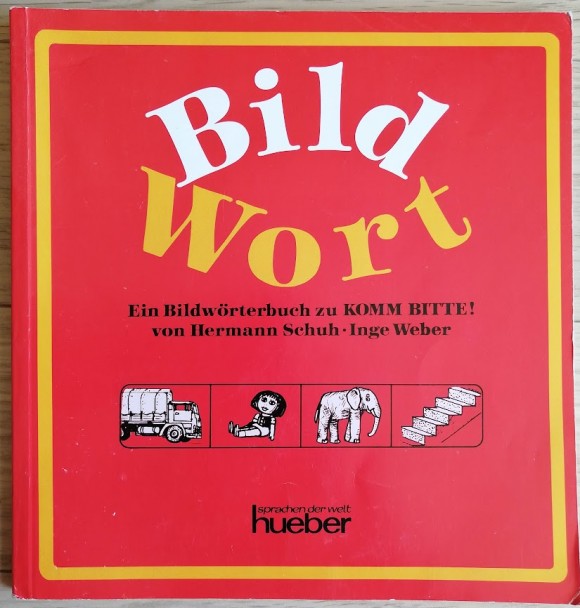 Bild
Wort
Ein Bildwörterbuch zu KOMM BITTE!
von Hermann Schuh · Inge Weber
sprachen der welt
hueber